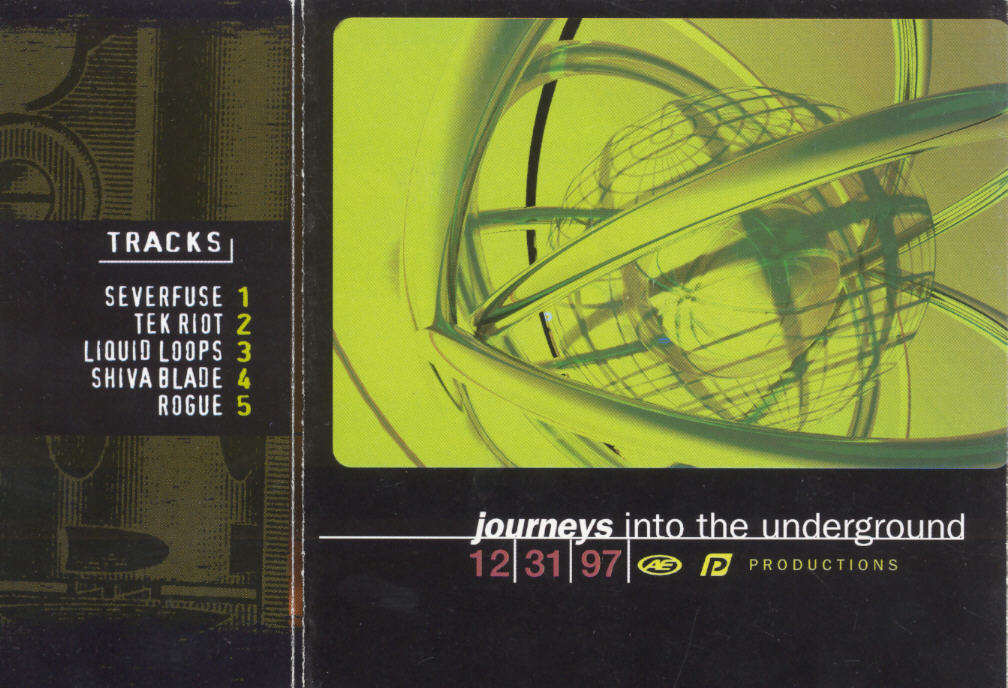 TRACKS
SEVERFUSE 1
TEK RIOT 2
LIQUID LOOPS 3
SHIVA BLADE 4
ROGUE 5
journeys into the underground
12 | 31 | 97 | AE P PRODUCTIONS